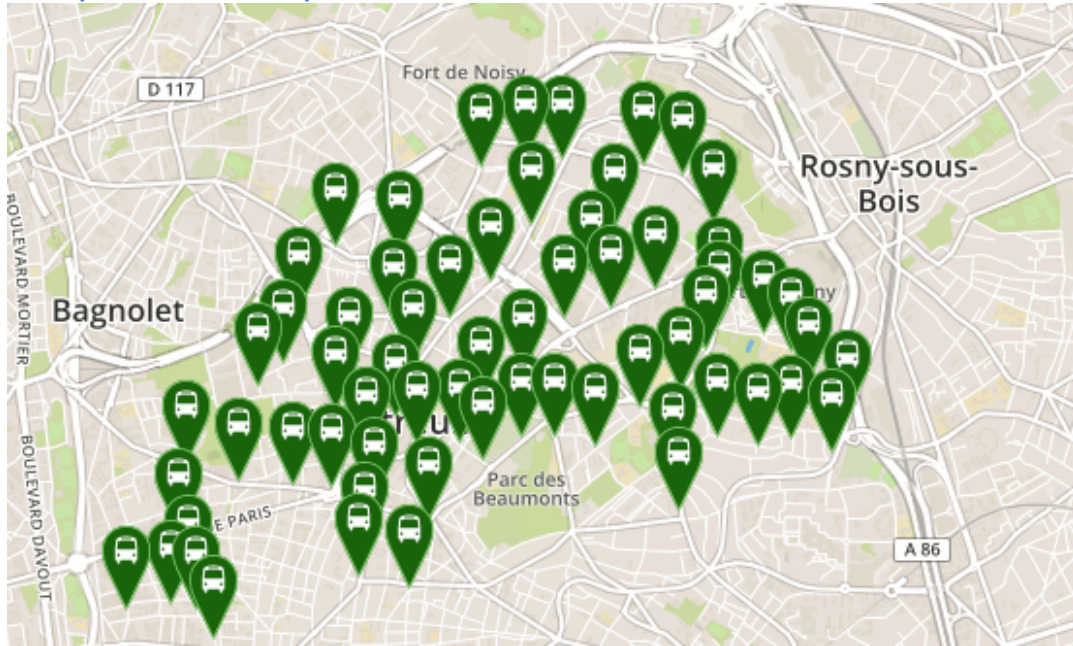 Fort de Noisy
D 117
Rosny-sous-
Bois
BOULEVARD MORTIER
Bagnolet
Parc des
Beaumonts
BOULEVARD DAVOUT
E PARIS
A 86